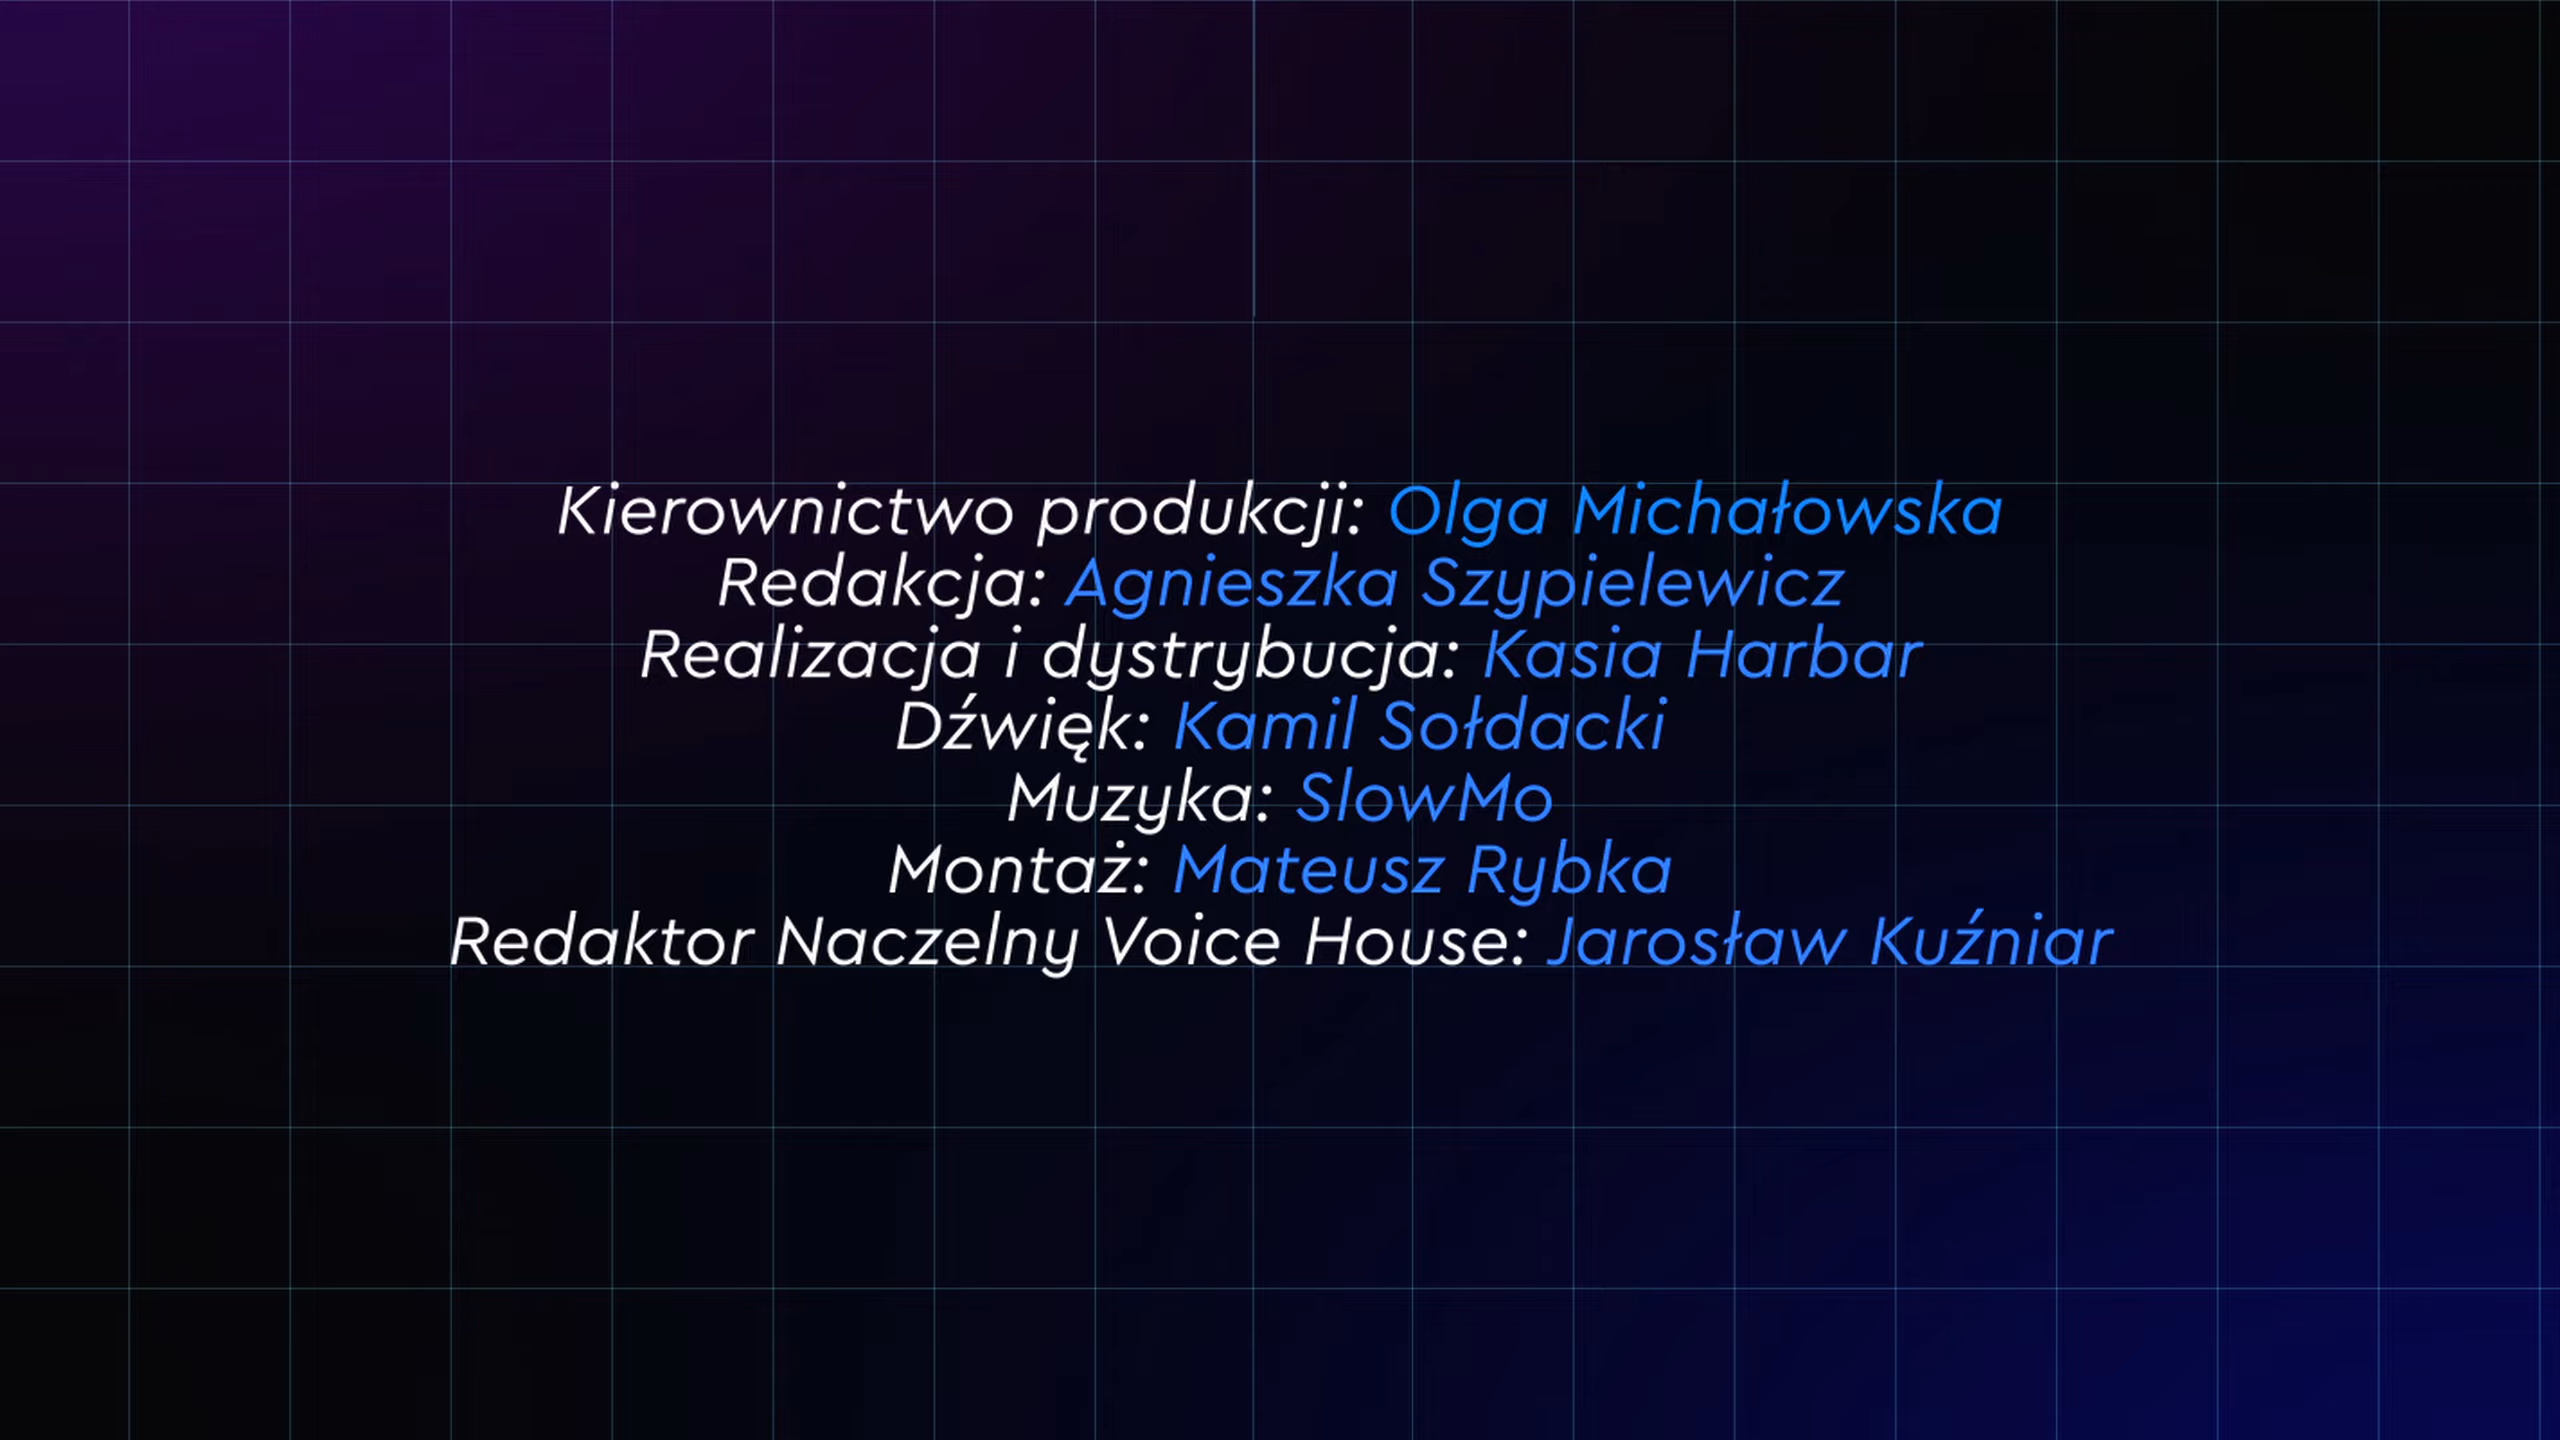 Kierownictwo produkcji: Olga Michałowska
Redakcja: Agnieszka Szypielewicz
Realizacja i dystrybucja: Kasia Harbar
Dźwięk: Kamil Sołdacki
Muzyka: SlowMo
Montaż: Mateusz Rybka
Redaktor Naczelny Voice House: Jarosław Kuźniar